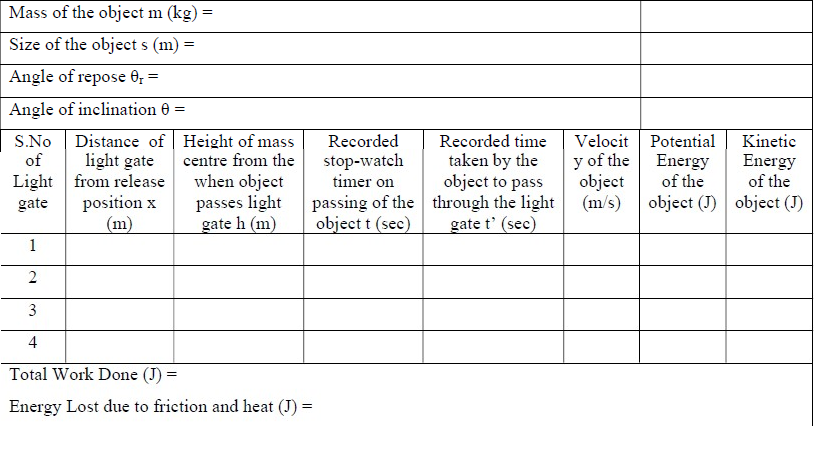 Mass of the object m (kg) =
Size of the object s (m) =
Angle of repose θr =
Angle of inclination θ =
S.No of Light gate
Distance of light gate from release position x (m)
Height of mass centre from the when object passes light gate h (m)
Recorded stop-watch timer on passing of the object t (sec)
Recorded time taken by the object to pass through the light gate t’ (sec)
Velocit y of the object (m/s)
Potential Energy of the object (J)
Kinetic Energy of the object (J)
1
2
3
4
Total Work Done (J) =
Energy Lost due to friction and heat (J) =